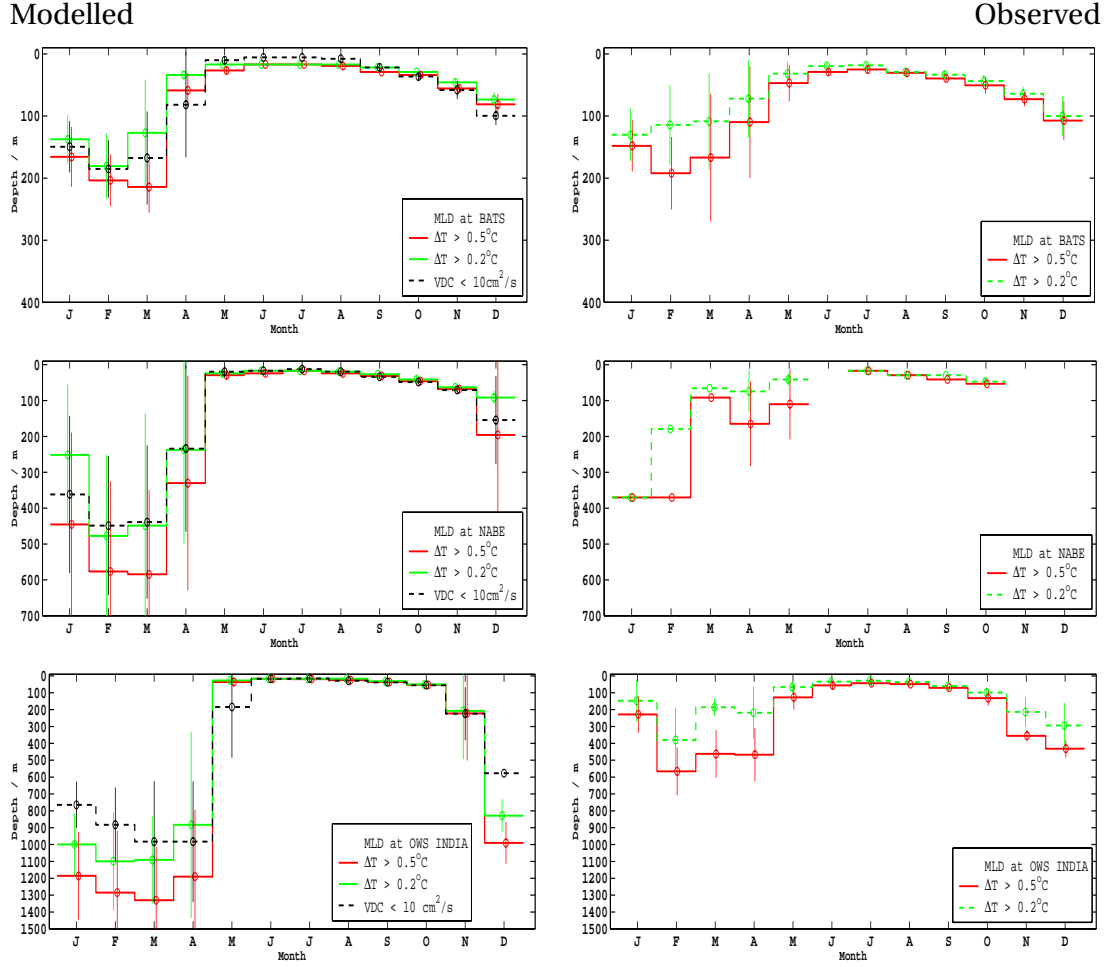 Modelled
Observed
0
100
200
300
400
Depth / m
J F M A M J J A S O N D
Month
MLD at BATS
ΔT > 0.5°C
ΔT > 0.2°C
VDC < 10cm²/s
0
100
200
300
400
Depth / m
J F M A M J J A S O N D
Month
MLD at BATS
ΔT > 0.5°C
ΔT > 0.2°C
0
100
200
300
400
500
600
700
Depth / m
J F M A M J J A S O N D
Month
MLD at NABE
ΔT > 0.5°C
ΔT > 0.2°C
VDC < 10cm²/s
0
100
200
300
400
500
600
700
Depth / m
J F M A M J J A S O N D
Month
MLD at NABE
ΔT > 0.5°C
ΔT > 0.2°C
0
100
200
300
400
500
600
700
800
900
1000
1100
1200
1300
1400
1500
Depth / m
J F M A M J J A S O N D
Month
MLD at OWS INDIA
ΔT > 0.5°C
ΔT > 0.2°C
VDC < 10 cm²/s
0
100
200
300
400
500
600
700
800
900
1000
1100
1200
1300
1400
1500
Depth / m
J F M A M J J A S O N D
Month
MLD at OWS INDIA
ΔT > 0.5°C
ΔT > 0.2°C